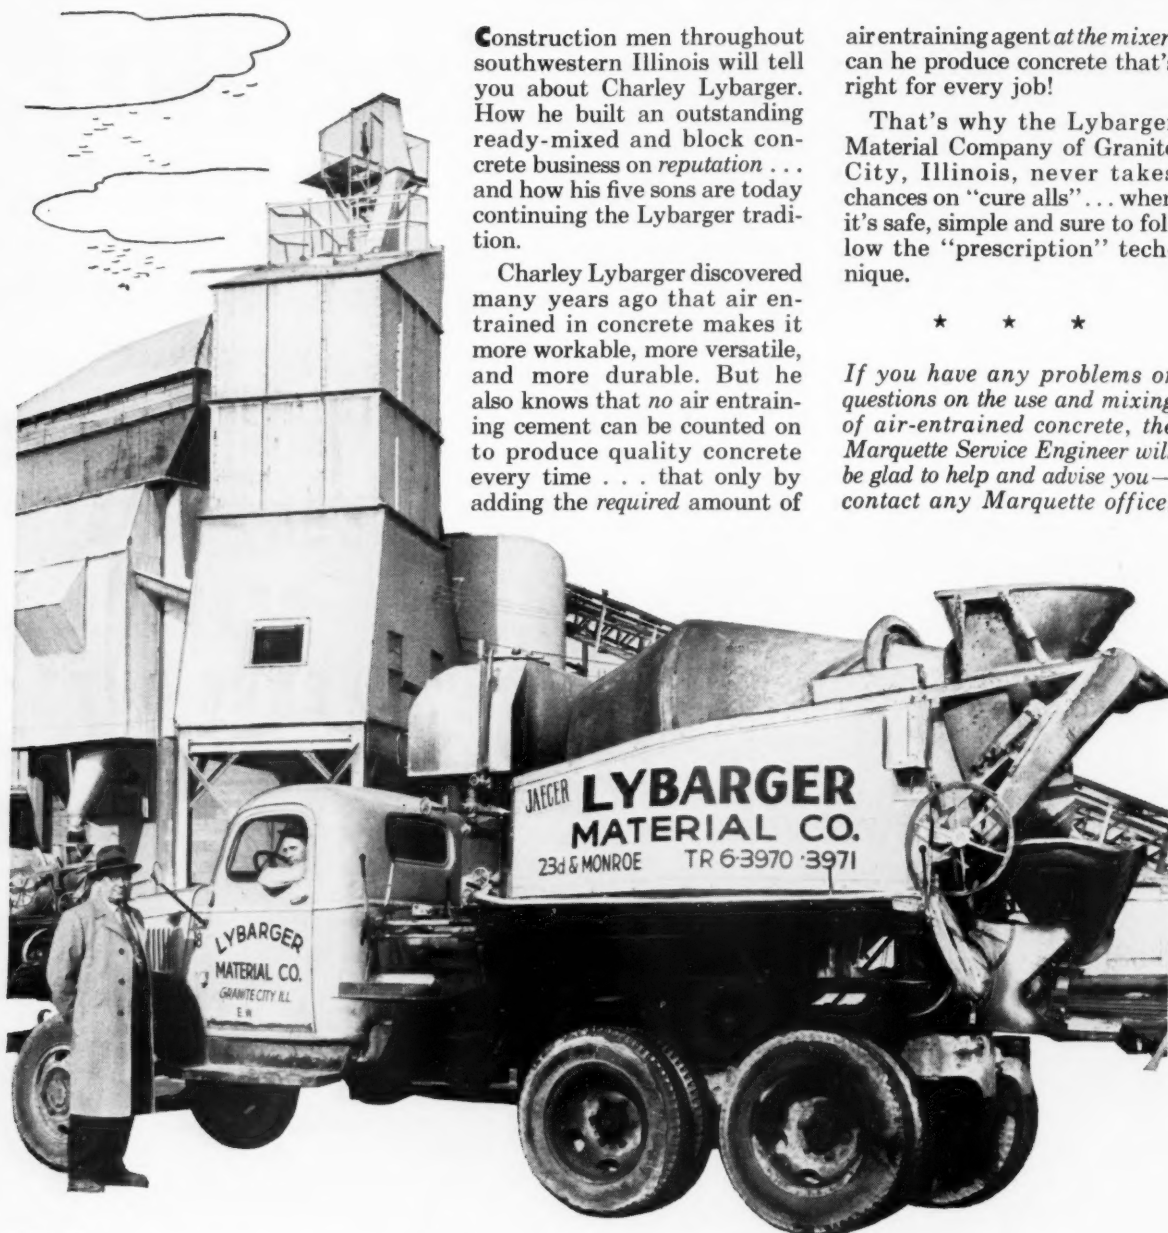 Construction men throughout
southwestern Illinois will tell
you about Charley Lybarger.
How he built an outstanding
ready-mixed and block con-
crete business on reputation . . .
and how his five sons are today
continuing the Lybarger tradi-
tion.
Charley Lybarger discovered
many years ago that air en-
trained in concrete makes it
more workable, more versatile,
and more durable. But he
also knows that no air entrain-
ing cement can be counted on
to produce quality concrete
every time . . . that only by
adding the required amount of
air entraining agent at the mixer
can he produce concrete that's
right for every job!
That's why the Lybarger
Material Company of Granite
City, Illinois, never takes
chances on "cure alls" . . . when
it's safe, simple and sure to fol
low the "prescription" tech
nique.
★ ★ ★
If you have any problems or
questions on the use and mixing
of air-entrained concrete, the
Marquette Service Engineer will
be glad to help and advise you—
contact any Marquette office
JAEGER LYBARGER
MATERIAL CO.
23d & MONROE TR 6-3970 ·3971
LYBARGER
MATERIAL CO.
GRANITE CITY ILL
E W